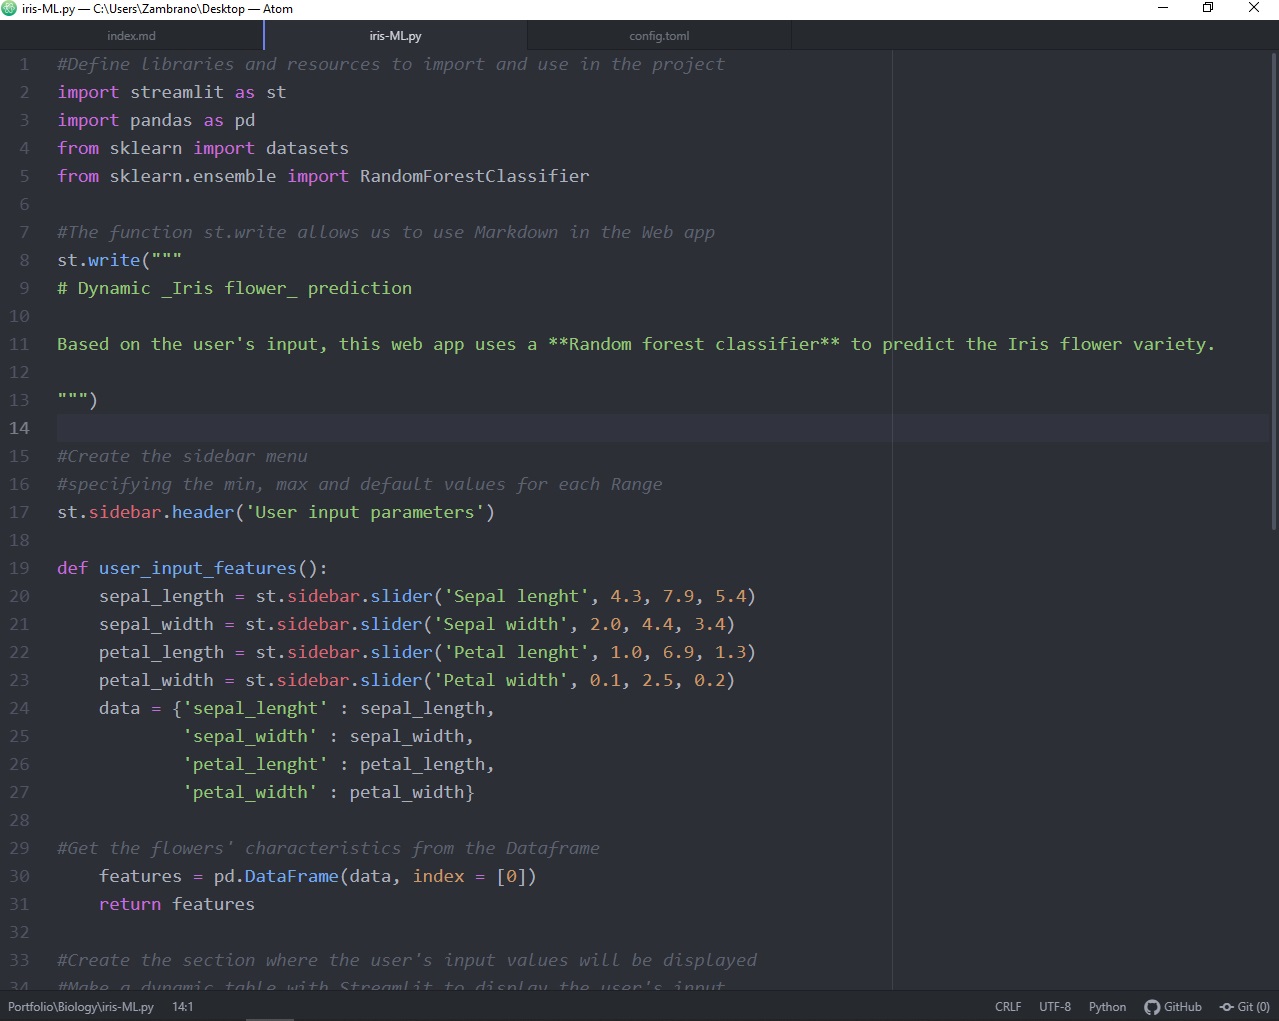 iris-ML.py — C:\Users\Zambrano\Desktop — Atom
index.md
iris-ML.py
config.toml
1 #Define libraries and resources to import and use in the project
2 import streamlit as st
3 import pandas as pd
4 from sklearn import datasets
5 from sklearn.ensemble import RandomForestClassifier
6
7 #The function st.write allows us to use Markdown in the Web app
8 st.write("""
9 # Dynamic _Iris flower_ prediction
10
11 Based on the user's input, this web app uses a **Random forest classifier** to predict the Iris flower variety.
12
13 """)
14
15 #Create the sidebar menu
16 #specifying the min, max and default values for each Range
17 st.sidebar.header('User input parameters')
18
19 def user_input_features():
20     sepal_length = st.sidebar.slider('Sepal lenght', 4.3, 7.9, 5.4)
21     sepal_width = st.sidebar.slider('Sepal width', 2.0, 4.4, 3.4)
22     petal_length = st.sidebar.slider('Petal lenght', 1.0, 6.9, 1.3)
23     petal_width = st.sidebar.slider('Petal width', 0.1, 2.5, 0.2)
24     data = {'sepal_lenght' : sepal_length,
25             'sepal_width' : sepal_width,
26             'petal_lenght' : petal_length,
27             'petal_width' : petal_width}
28
29 #Get the flowers' characteristics from the Dataframe
30     features = pd.DataFrame(data, index = [0])
31     return features
32
33 #Create the section where the user's input values will be displayed
34 #Make a dynamic table with Streamlit to display the user's input
Portfolio\Biology\iris-ML.py 14:1 CRLF UTF-8 Python GitHub Git (0)